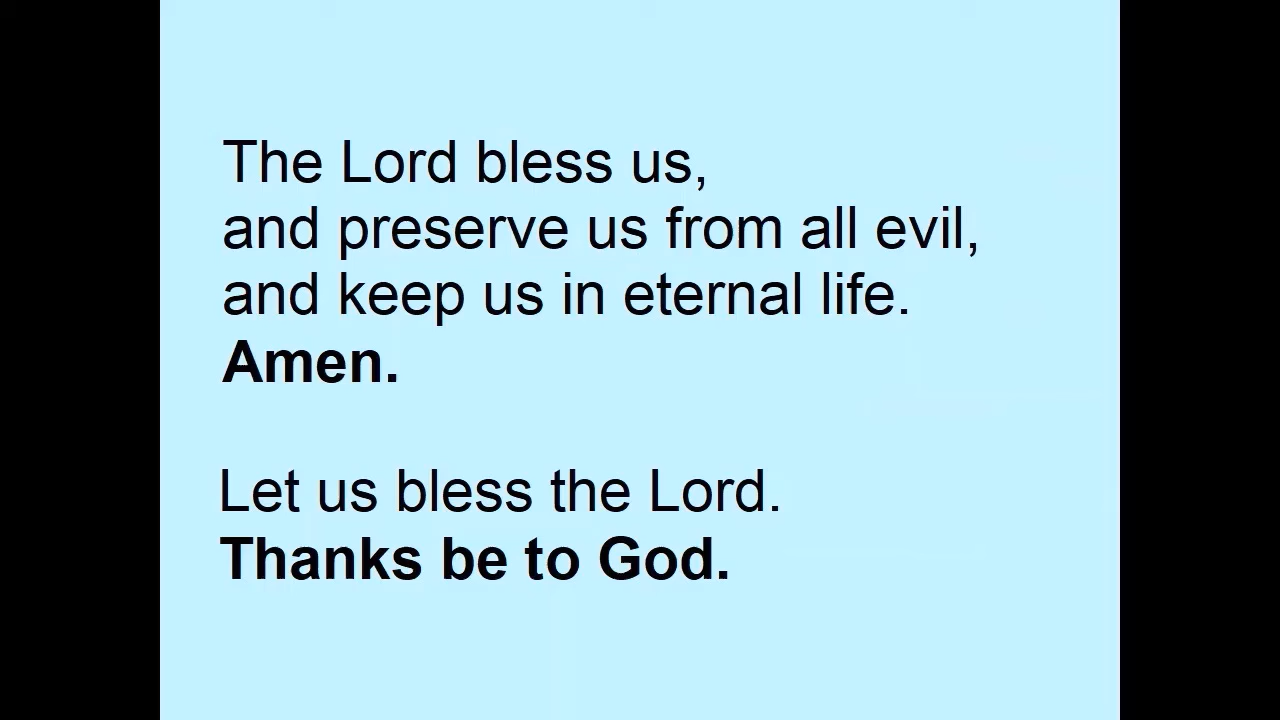 The Lord bless us,
and preserve us from all evil,
and keep us in eternal life.
Amen.
Let us bless the Lord.
Thanks be to God.